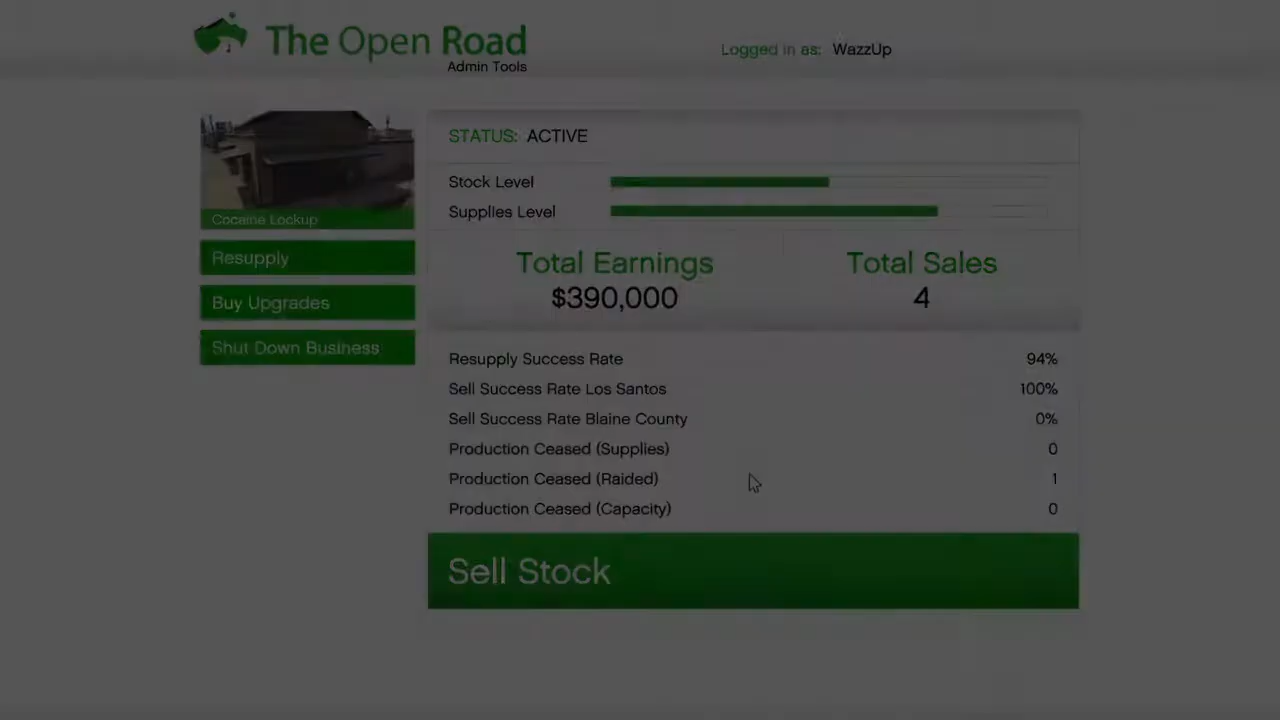 The Open Road
Admin Tools
Logged in as: WazzUp
Cocaine Lockup
Resupply
Buy Upgrades
Shut Down Business
STATUS: ACTIVE
Stock Level
Supplies Level
Total Earnings
$390,000
Total Sales
4
Resupply Success Rate 94%
Sell Success Rate Los Santos 100%
Sell Success Rate Blaine County 0%
Production Ceased (Supplies) 0
Production Ceased (Raided) 1
Production Ceased (Capacity) 0
Sell Stock